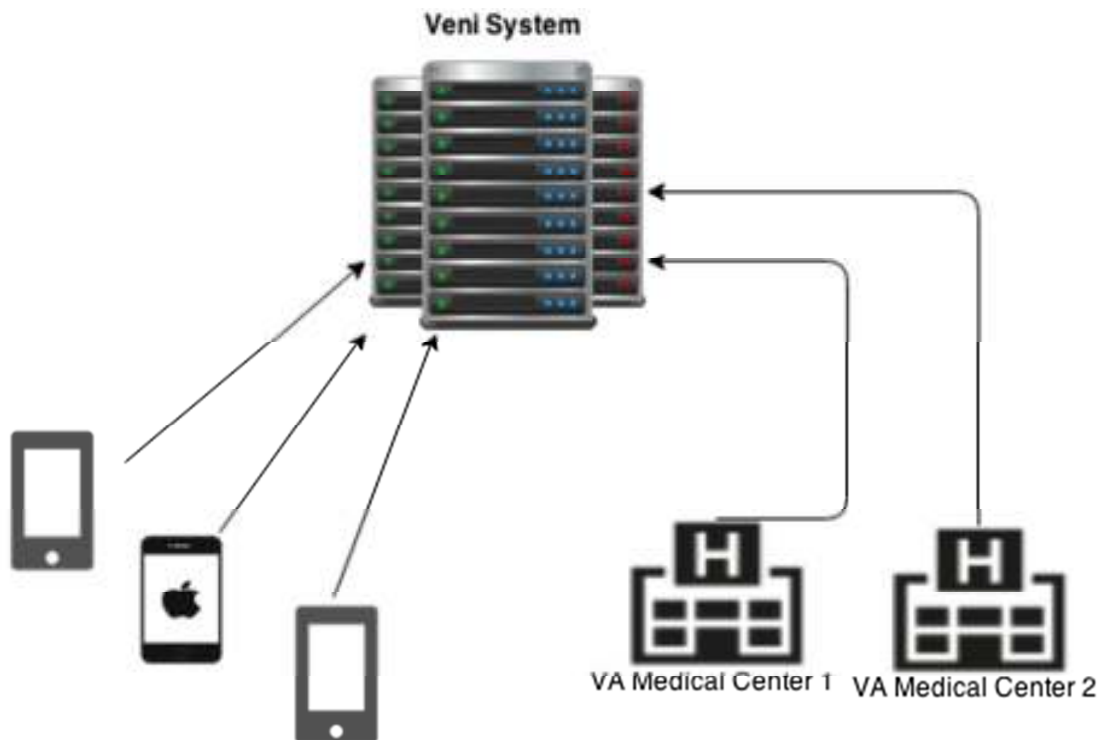 Veni System
H
H
VA Medical Center 1
VA Medical Center 2